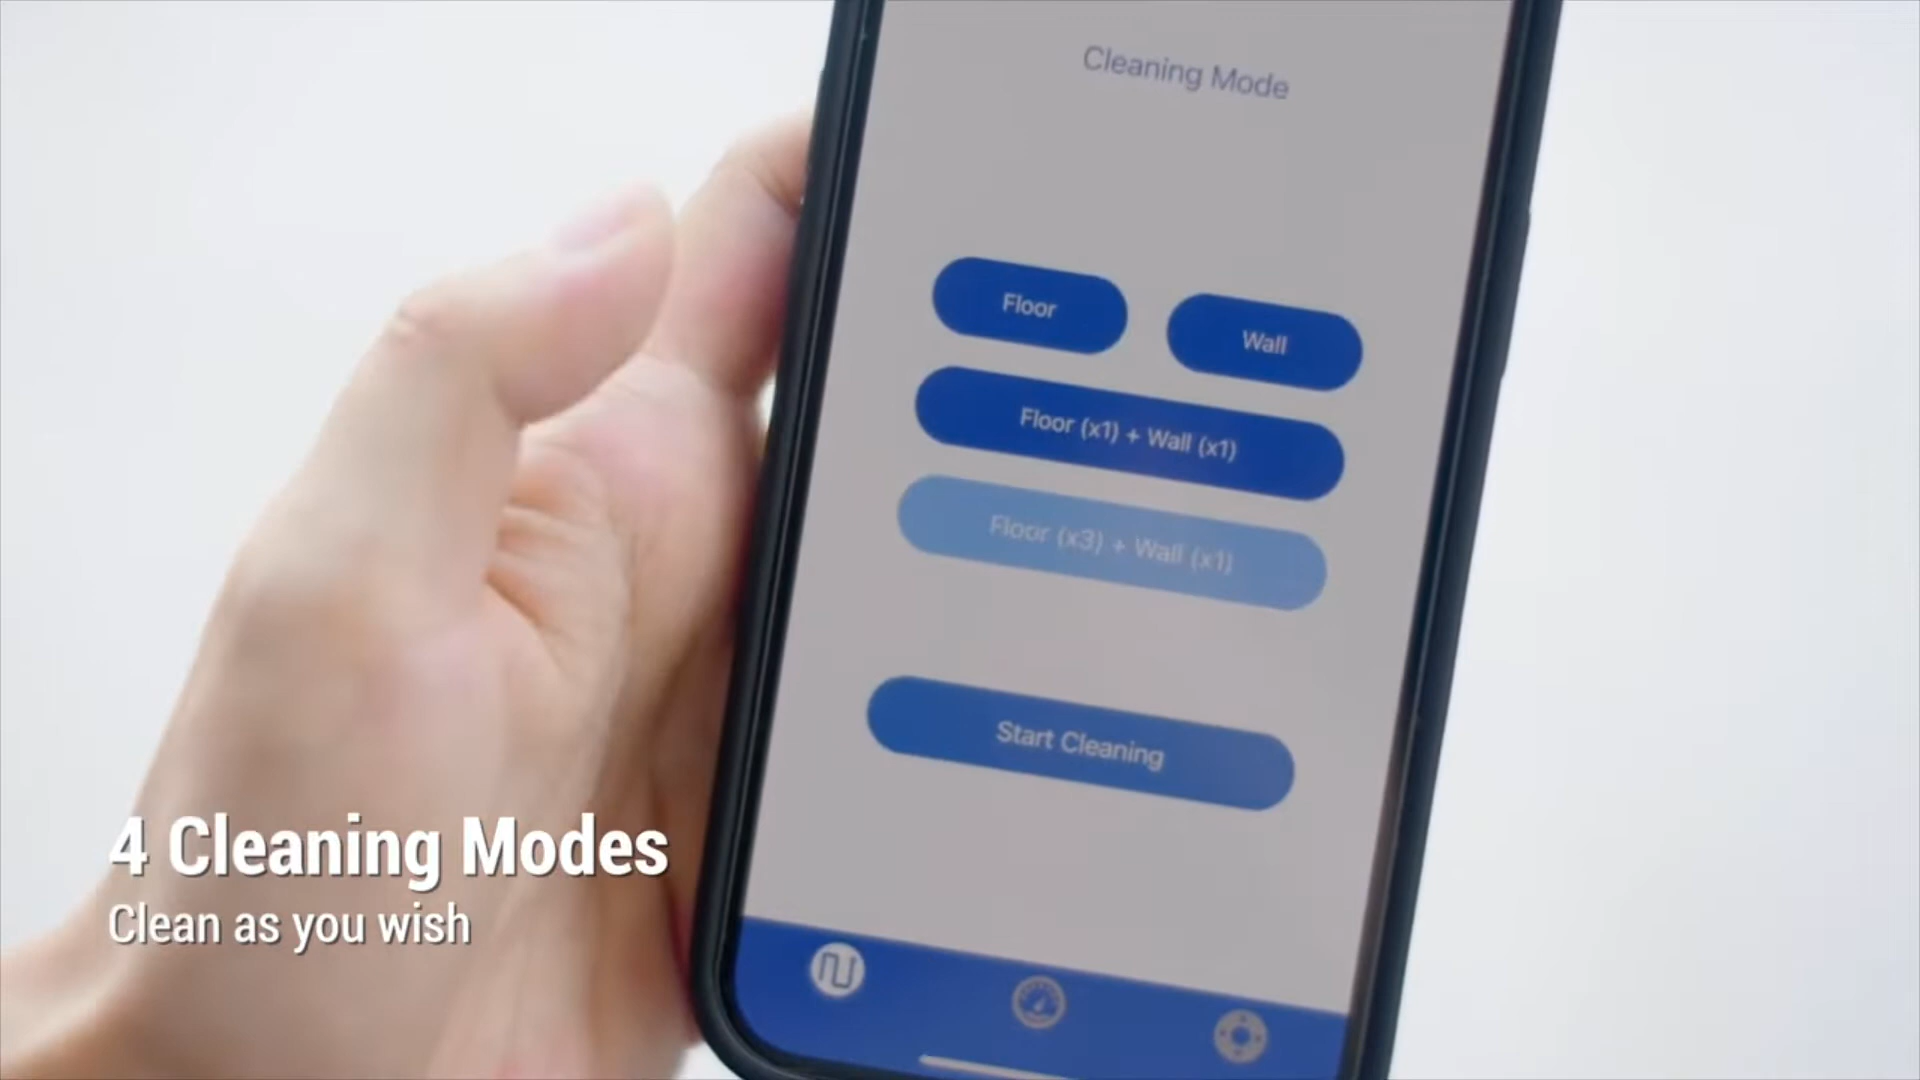 Cleaning Mode
Floor
Wall
Floor (x1) + Wall (x1)
Floor (x3) + Wall (x1)
Start Cleaning
4 Cleaning Modes
Clean as you wish